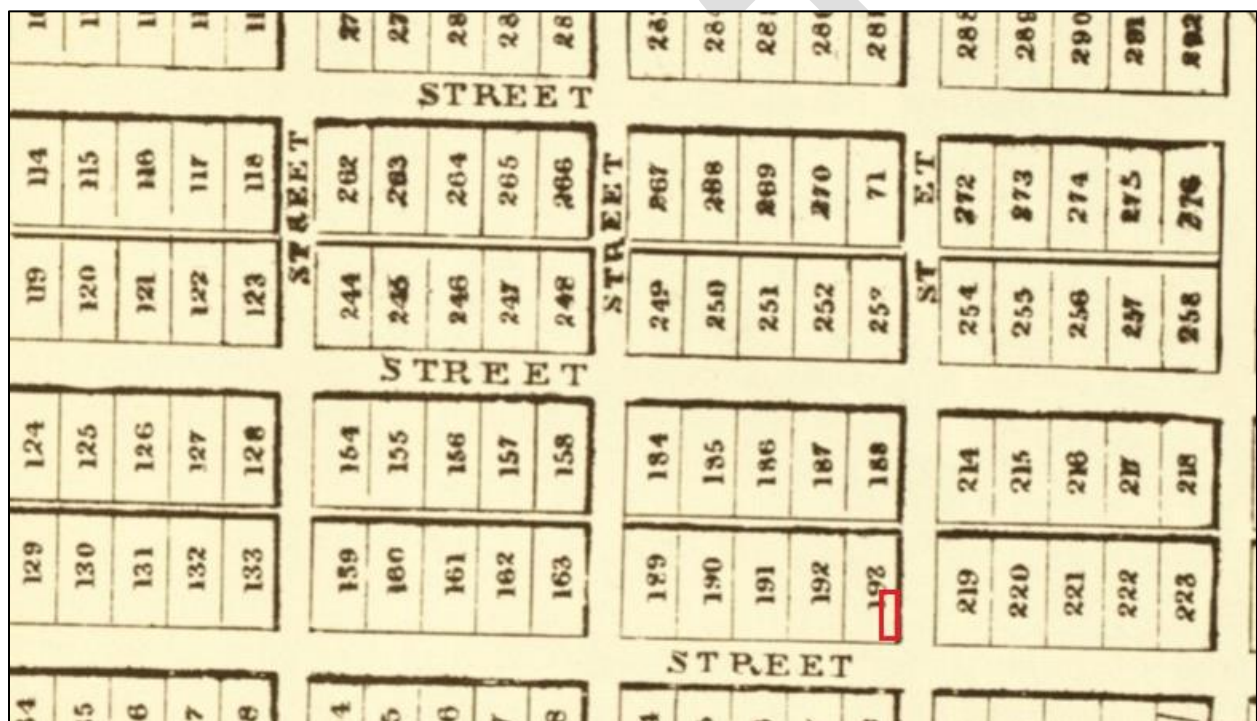 STREET
114 115 116 117 118 262 263 264 265 266 267 268 269 270 71 272 273 274 275 276
STREET STREET ET
ST
119 120 121 122 123 244 245 246 247 248 249 250 251 252 254 255 256 257 258
STREET
124 125 126 127 128 154 155 156 157 158 184 185 186 187 188 214 215 216 217 218
129 130 131 132 133 159 160 161 162 163 189 190 191 192 193 219 220 221 222 223
STREET